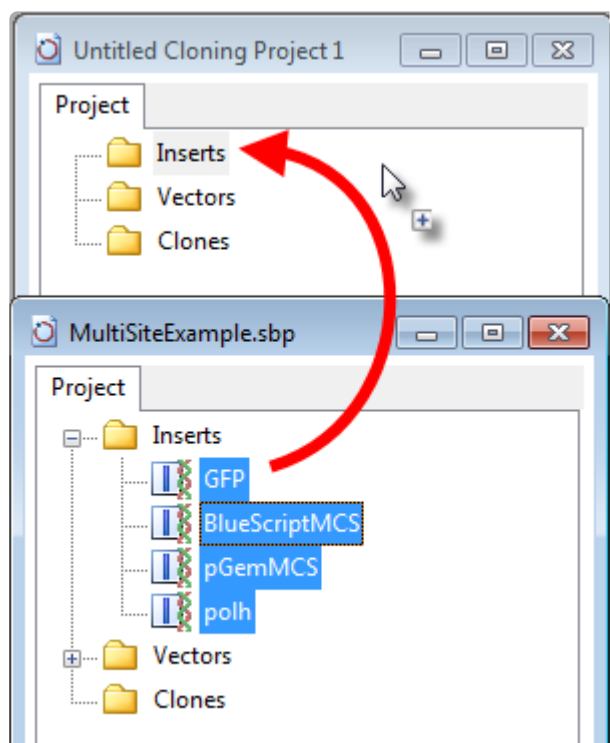 Untitled Cloning Project 1
Project
Inserts
Vectors
Clones
MultiSiteExample.sbp
Project
Inserts
GFP
BlueScriptMCS
pGemMCS
polh
Vectors
Clones